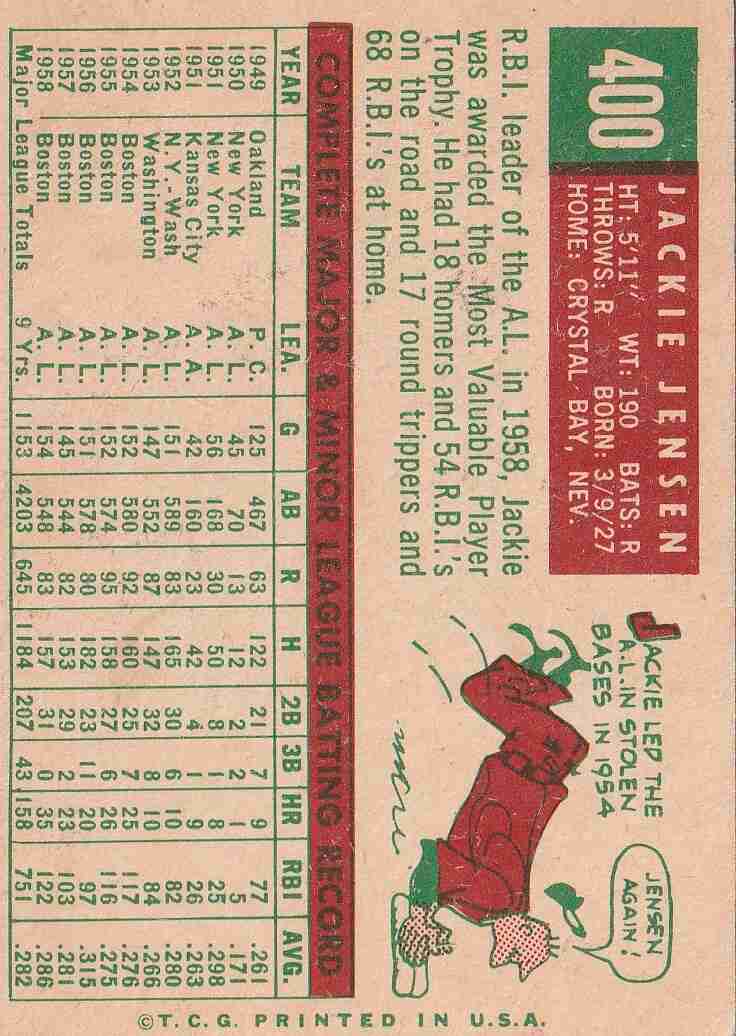 400
JACKIE JENSEN
HT: 5'11" WT: 190 BATS: R
THROWS: R BORN: 3/9/27
HOME: CRYSTAL BAY, NEV.
R.B.I. leader of the A.L. in 1958, Jackie
was awarded the Most Valuable Player
Trophy. He had 18 homers and 54 R.B.I.'s
on the road and 17 round trippers and
68 R.B.I.'s at home.
JACKIE LED THE
A.L. IN STOLEN
BASES IN 1954
JENSEN
AGAIN!
COMPLETE MAJOR & MINOR LEAGUE BATTING RECORD
YEAR TEAM LEA. G AB R H 2B 3B HR RBI AVG.
1949 Oakland P. C. 125 467 63 122 21 7 9 77 .261
1950 New York A. L. 45 70 13 12 2 2 1 5 .171
1951 New York A. L. 56 168 30 50 8 1 8 25 .298
1951 Kansas City A. A. 42 160 23 42 4 1 9 26 .263
1952 N. Y.-Wash A. L. 151 589 83 165 30 6 10 82 .280
1953 Washington A. L. 147 552 87 147 32 8 10 84 .266
1954 Boston A. L. 152 580 92 160 25 7 25 117 .276
1955 Boston A. L. 152 574 95 158 27 6 26 116 .275
1956 Boston A. L. 151 578 80 182 23 11 20 97 .315
1957 Boston A. L. 145 544 82 153 29 2 23 103 .281
1958 Boston A. L. 154 548 83 157 31 0 35 122 .286
Major League Totals 9 Yrs. 1153 4203 645 1184 207 43 158 751 .282
©T. C. G. PRINTED IN U.S.A.